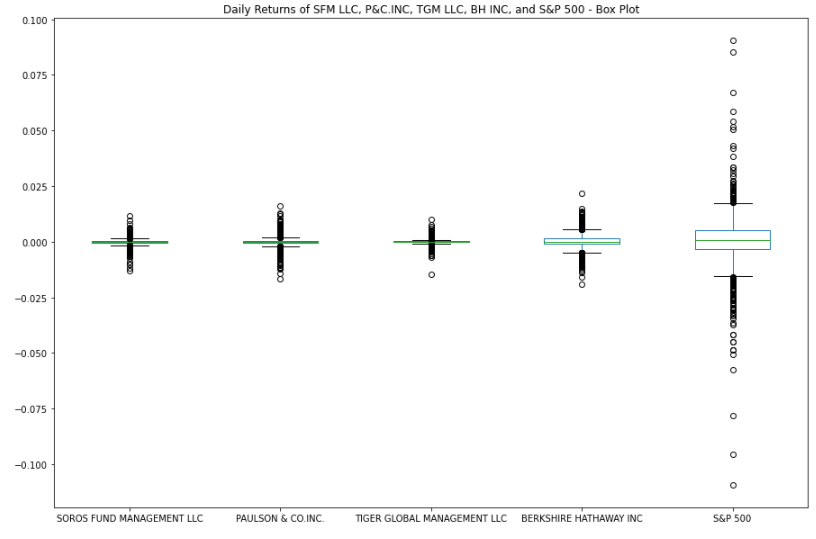 Daily Returns of SFM LLC, P&C.INC, TGM LLC, BH INC, and S&P 500 - Box Plot
0.100
0.075
0.050
0.025
0.000
−0.025
−0.050
−0.075
−0.100
SOROS FUND MANAGEMENT LLC
PAULSON & CO.INC.
TIGER GLOBAL MANAGEMENT LLC
BERKSHIRE HATHAWAY INC
S&P 500